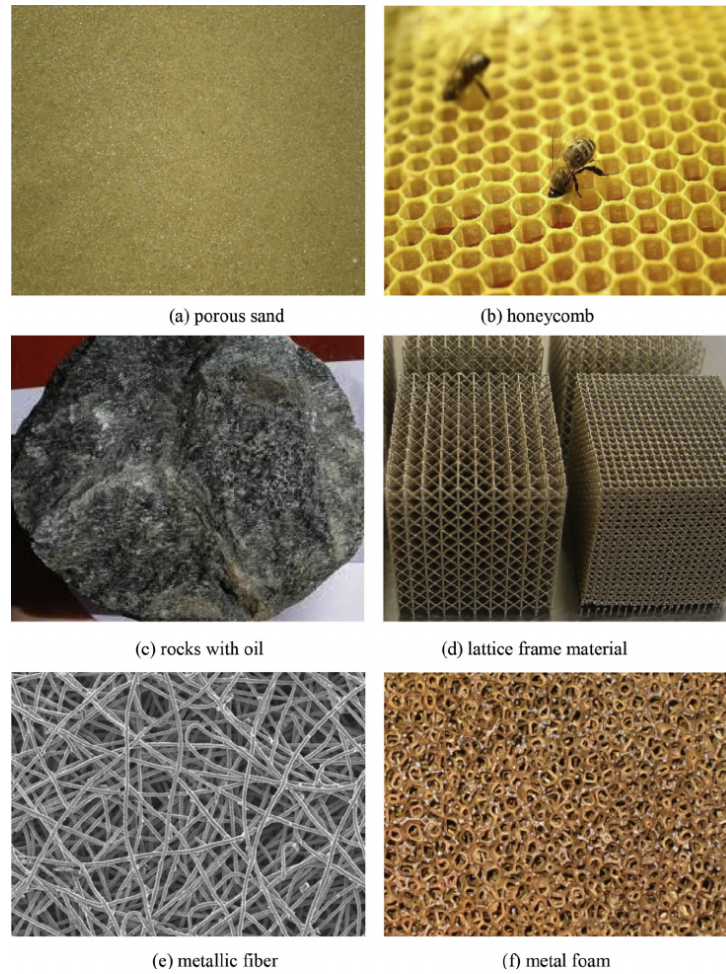 (a) porous sand
(b) honeycomb
(c) rocks with oil
(d) lattice frame material
(e) metallic fiber
(f) metal foam